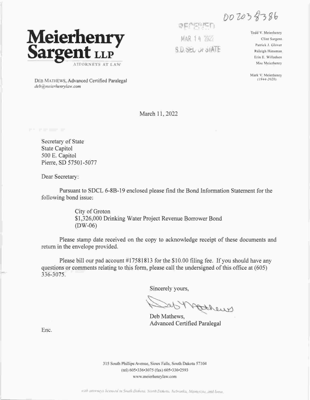 002038386
Meierhenry
Sargent LLP
ATTORNEYS AT LAW
RECEIVED
MAR 14 2022
S.D. SEC. OF STATE
Todd V. Meierhenry
Clint Sargent
Patrick J. Glover
Raleigh Hansman
Erin E. Willadsen
Max Meierhenry
Mark V. Meierhenry
(1944-2020)
DEB MATHEWS, Advanced Certified Paralegal
deb@meierhenrylaw.com
March 11, 2022
Secretary of State
State Capitol
500 E. Capitol
Pierre, SD 57501-5077
Dear Secretary:
Pursuant to SDCL 6-8B-19 enclosed please find the Bond Information Statement for the
following bond issue:
City of Groton
$1,326,000 Drinking Water Project Revenue Borrower Bond
(DW-06)
Please stamp date received on the copy to acknowledge receipt of these documents and
return in the envelope provided.
Please bill our pad account #17581813 for the $10.00 filing fee. If you should have any
questions or comments relating to this form, please call the undersigned of this office at (605)
336-3075.
Sincerely yours,
Deb Mathews
Deb Mathews,
Advanced Certified Paralegal
Enc.
315 South Phillips Avenue, Sioux Falls, South Dakota 57104
(tel) 605•336•3075 (fax) 605•336•2593
www.meierhenrylaw.com
with attorneys licensed in South Dakota, North Dakota, Nebraska, Minnesota, and Iowa